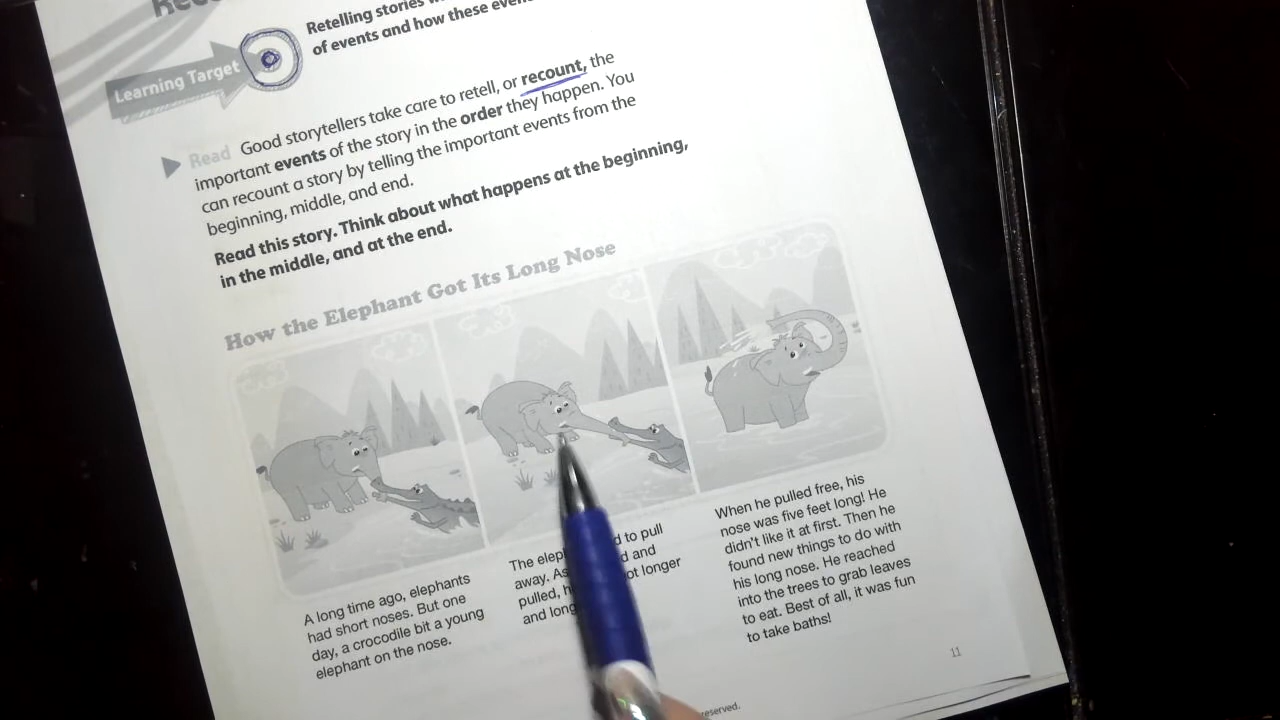 Retelling stories
of events and how these
Learning Target
Read Good storytellers take care to retell, or recount, the
important events of the story in the order they happen. You
can recount a story by telling the important events from the
beginning, middle, and end.
Read this story. Think about what happens at the beginning,
in the middle, and at the end.
How the Elephant Got Its Long Nose
A long time ago, elephants
had short noses. But one
day, a crocodile bit a young
elephant on the nose.
The to pull
away. and
pulled, longer
and
When he pulled free, his
nose was five feet long! He
didn't like it at first. Then he
found new things to do with
his long nose. He reached
into the trees to grab leaves
to eat. Best of all, it was fun
to take baths!
11
reserved.